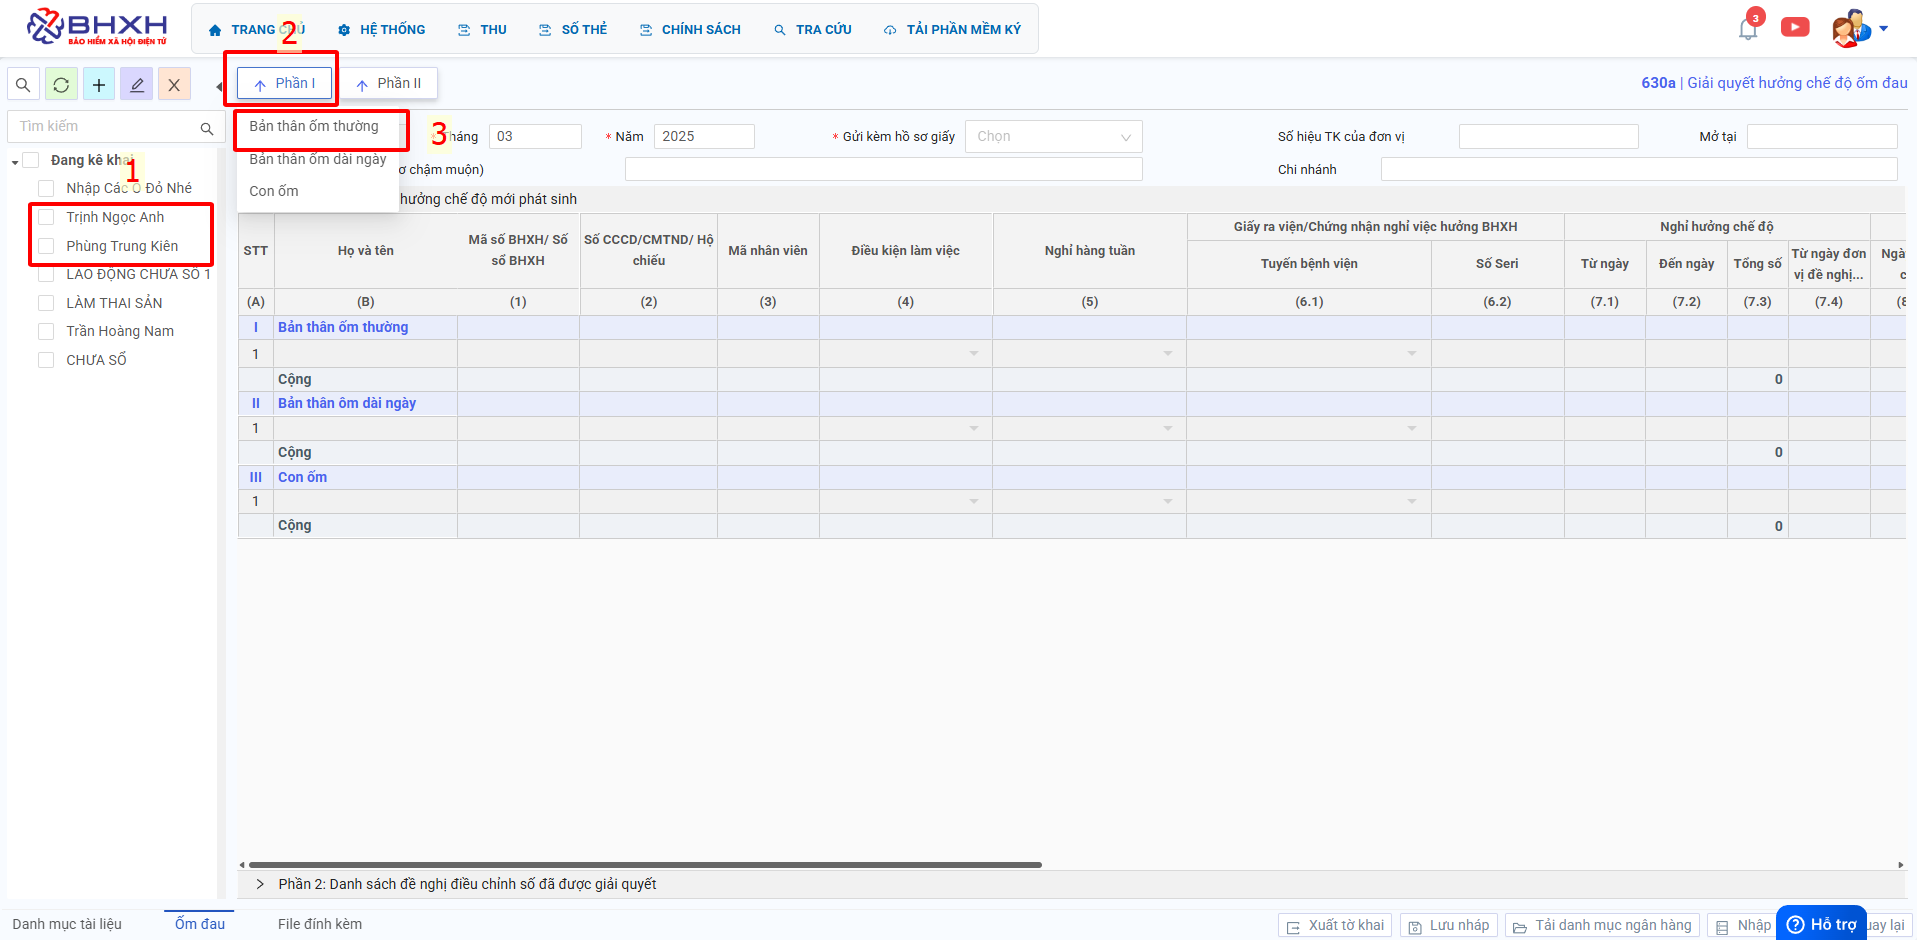 BHXH
BẢO HIỂM XÃ HỘI ĐIỆN TỬ
TRANG CHỦ
HỆ THỐNG
THU
SỔ THẺ
CHÍNH SÁCH
TRA CỨU
TẢI PHẦN MỀM KÝ
3
2
Phần I
Phần II
630a | Giải quyết hưởng chế độ ốm đau
Tìm kiếm
Đang kê khai
1
Nhập Các Ô Đỏ Nhé
Trịnh Ngọc Anh
Phùng Trung Kiên
LAO ĐỘNG CHƯA SỔ 1
LÀM THAI SẢN
Trần Hoàng Nam
CHƯA SỔ
Bản thân ốm thường
Bản thân ốm dài ngày
Con ốm
3
háng 03
* Năm 2025
* Gửi kèm hồ sơ giấy Chọn
Số hiệu TK của đơn vị
Mở tại
ơ chậm muộn)
Chi nhánh
hưởng chế độ mới phát sinh
STT
Họ và tên
Mã số BHXH/ Số
sổ BHXH
Số CCCD/CMTND/ Hộ
chiếu
Mã nhân viên
Điều kiện làm việc
Nghỉ hàng tuần
Giấy ra viện/Chứng nhận nghỉ việc hưởng BHXH
Tuyến bệnh viện
Số Seri
Nghỉ hưởng chế độ
Từ ngày
Đến ngày
Tổng số
Từ ngày đơn
vị đề nghị...
Ngà
c
(A) (B) (1) (2) (3) (4) (5) (6.1) (6.2) (7.1) (7.2) (7.3) (7.4) (8
I Bản thân ốm thường
1
Cộng 0
II Bản thân ôm dài ngày
1
Cộng 0
III Con ốm
1
Cộng 0
Phần 2: Danh sách đề nghị điều chỉnh số đã được giải quyết
Danh mục tài liệu
Ốm đau
File đính kèm
Xuất tờ khai
Lưu nháp
Tải danh mục ngân hàng
Nhập
Hỗ trợ
uay lại